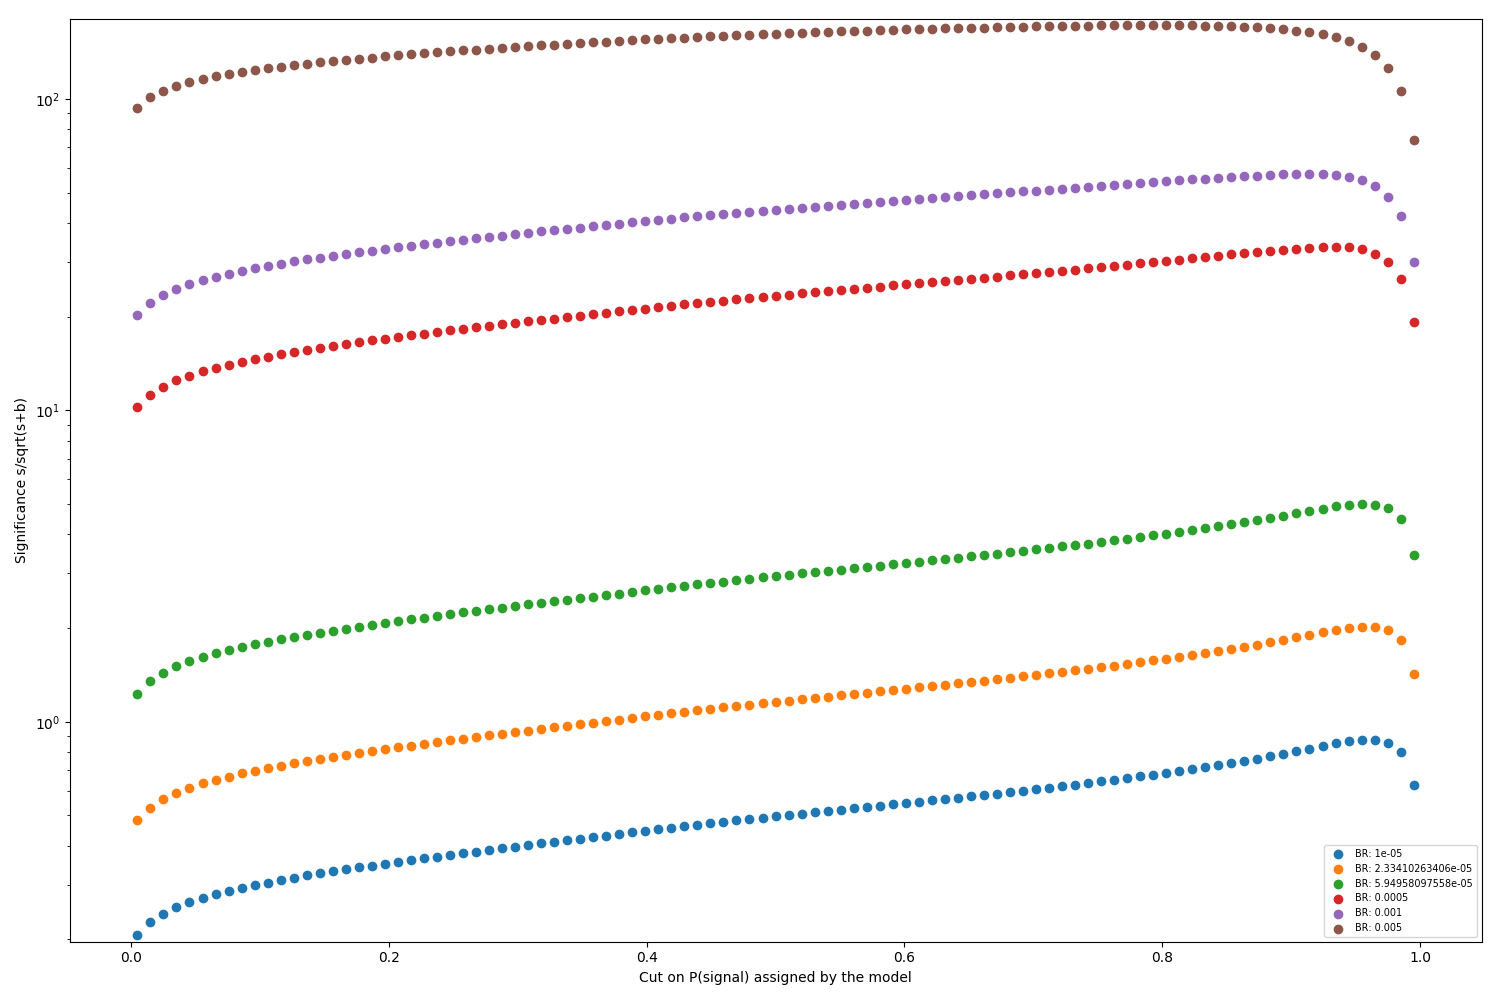 Significance s/sqrt(s+b)
10²
10¹
10⁰
0.0 0.2 0.4 0.6 0.8 1.0
Cut on P(signal) assigned by the model
BR: 1e-05
BR: 2.33410263406e-05
BR: 5.94958097558e-05
BR: 0.0005
BR: 0.001
BR: 0.005